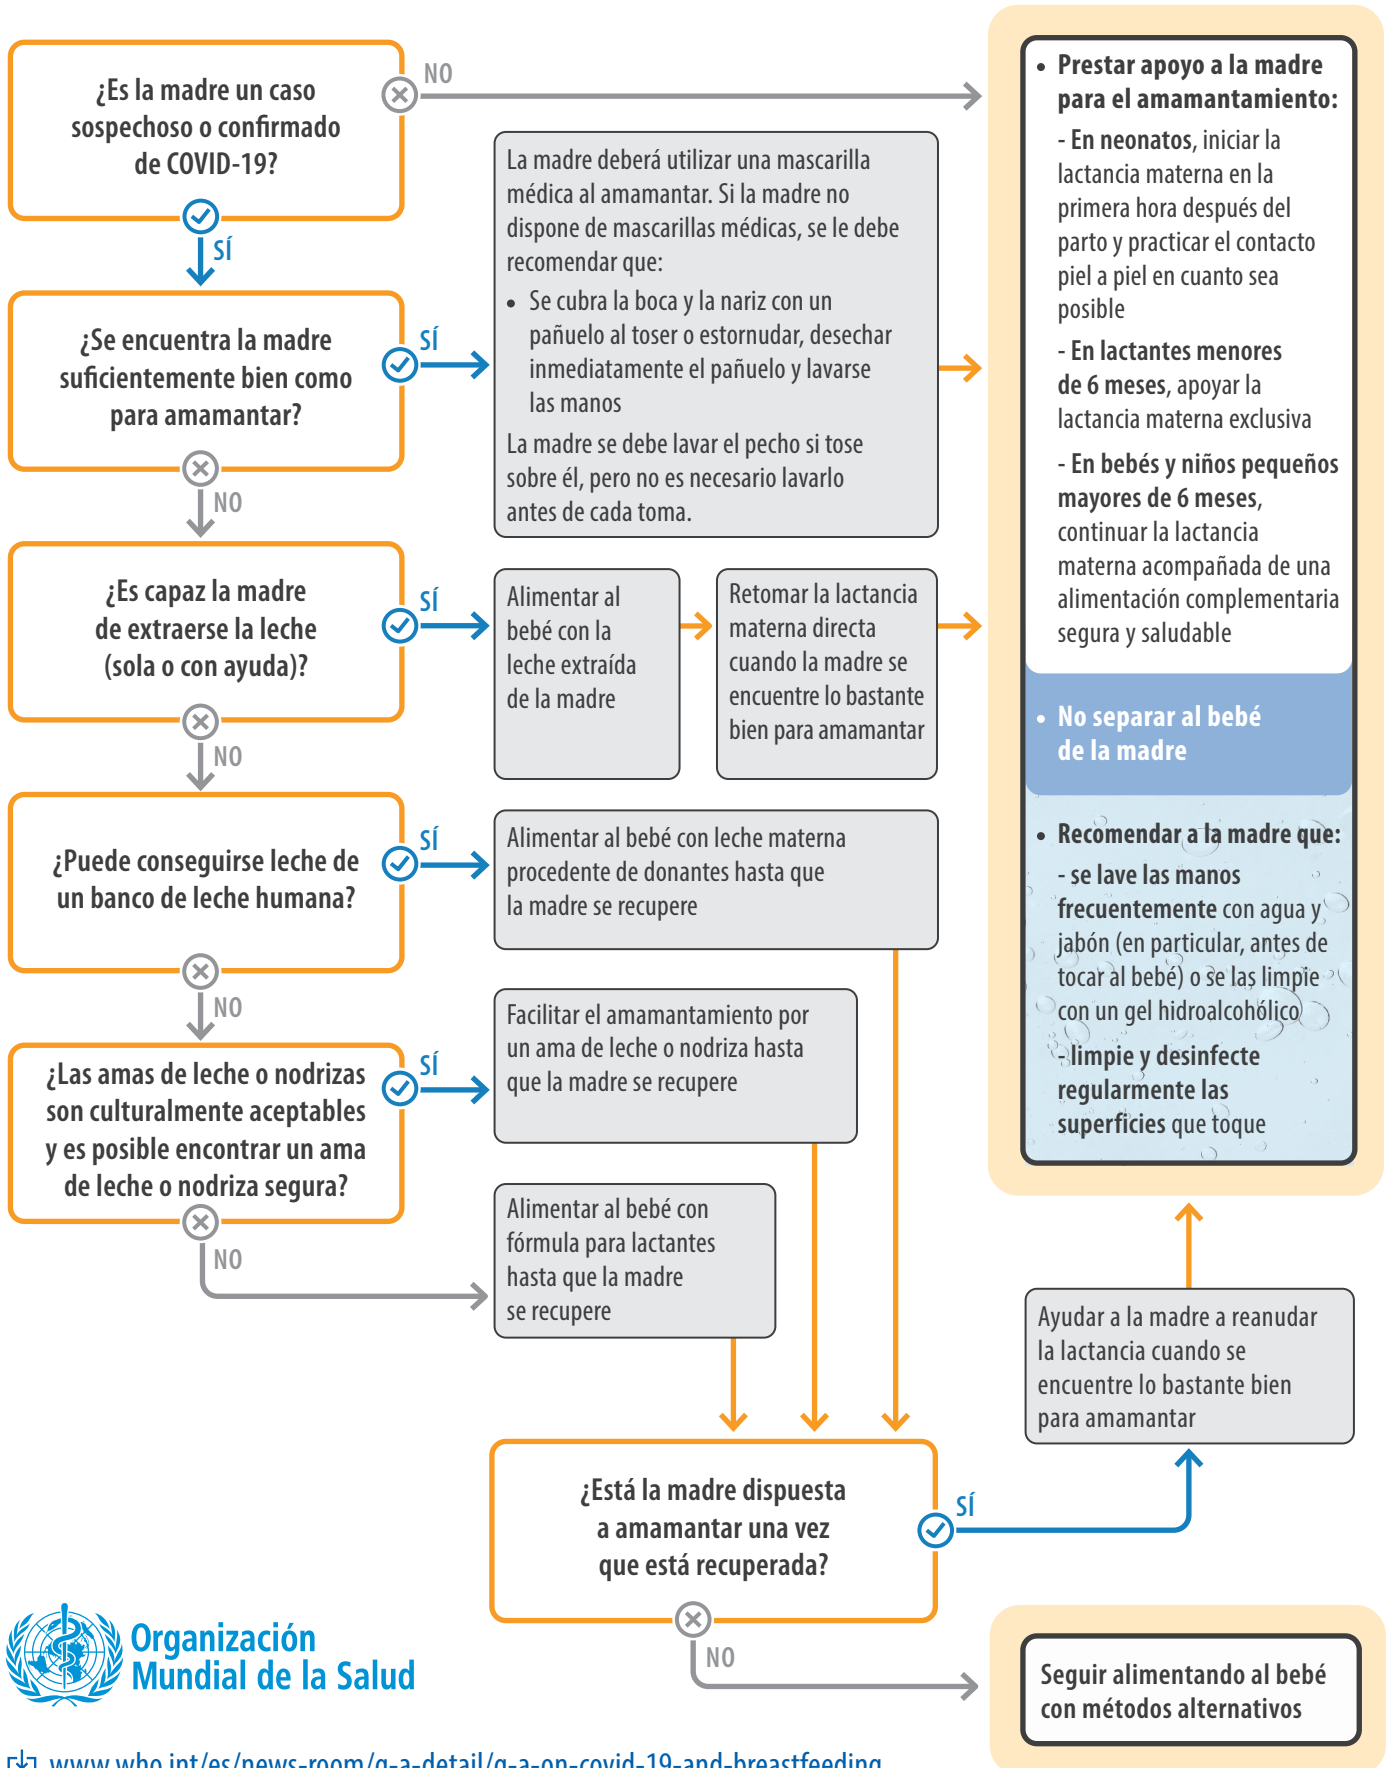 ¿Es la madre un caso
sospechoso o confirmado
de COVID-19?
NO
SÍ
¿Se encuentra la madre
suficientemente bien como
para amamantar?
SÍ
NO
La madre deberá utilizar una mascarilla
médica al amamantar. Si la madre no
dispone de mascarillas médicas, se le debe
recomendar que:
• Se cubra la boca y la nariz con un
pañuelo al toser o estornudar, desechar
inmediatamente el pañuelo y lavarse
las manos
La madre se debe lavar el pecho si tose
sobre él, pero no es necesario lavarlo
antes de cada toma.
¿Es capaz la madre
de extraerse la leche
(sola o con ayuda)?
SÍ
NO
Alimentar al
bebé con la
leche extraída
de la madre
Retomar la lactancia
materna directa
cuando la madre se
encuentre lo bastante
bien para amamantar
¿Puede conseguirse leche de
un banco de leche humana?
SÍ
NO
Alimentar al bebé con leche materna
procedente de donantes hasta que
la madre se recupere
¿Las amas de leche o nodrizas
son culturalmente aceptables
y es posible encontrar un ama
de leche o nodriza segura?
SÍ
NO
Facilitar el amamantamiento por
un ama de leche o nodriza hasta
que la madre se recupere
Alimentar al bebé con
fórmula para lactantes
hasta que la madre
se recupere
¿Está la madre dispuesta
a amamantar una vez
que está recuperada?
SÍ
NO
• Prestar apoyo a la madre
para el amamantamiento:
- En neonatos, iniciar la
lactancia materna en la
primera hora después del
parto y practicar el contacto
piel a piel en cuanto sea
posible
- En lactantes menores
de 6 meses, apoyar la
lactancia materna exclusiva
- En bebés y niños pequeños
mayores de 6 meses,
continuar la lactancia
materna acompañada de una
alimentación complementaria
segura y saludable
• No separar al bebé
de la madre
• Recomendar a la madre que:
- se lave las manos
frecuentemente con agua y
jabón (en particular, antes de
tocar al bebé) o se las limpie
con un gel hidroalcohólico
- limpie y desinfecte
regularmente las
superficies que toque
Ayudar a la madre a reanudar
la lactancia cuando se
encuentre lo bastante bien
para amamantar
Seguir alimentando al bebé
con métodos alternativos
Organización
Mundial de la Salud
www.who.int/es/news-room/q-a-detail/q-a-on-covid-19-and-breastfeeding